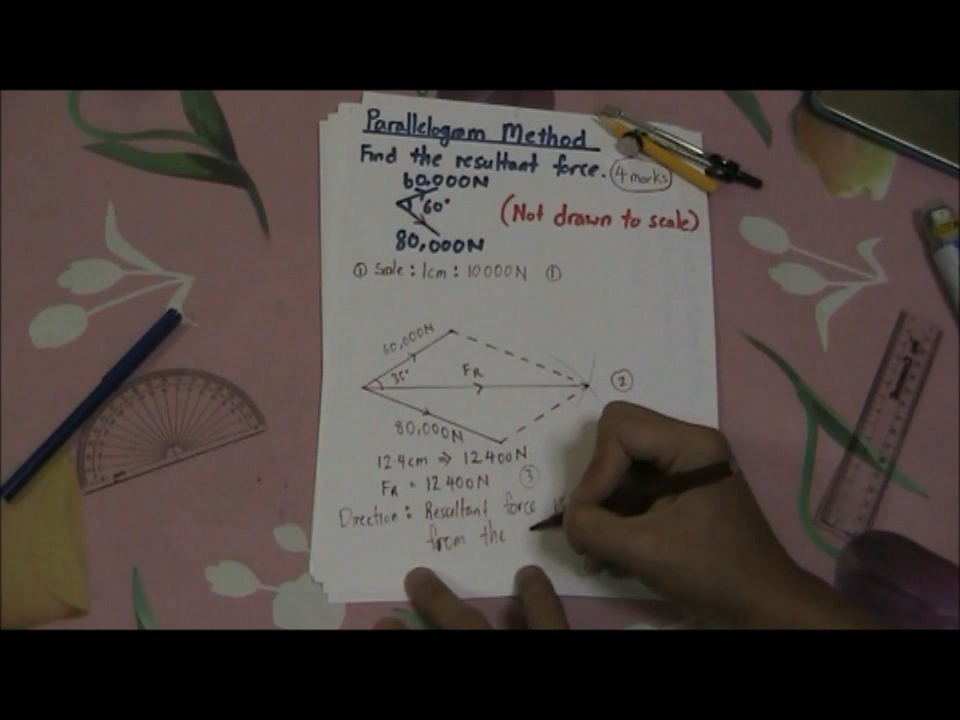 Parallelogram Method
Find the resultant force. 4 marks
60,000N
60°
(Not drawn to scale)
80,000N
① Scale : 1cm : 10000N ①
60,000N
35°
FR
②
80,000N
12.4cm ⇒ 12400N
FR = 12400N ③
Direction : Resultant force
from the